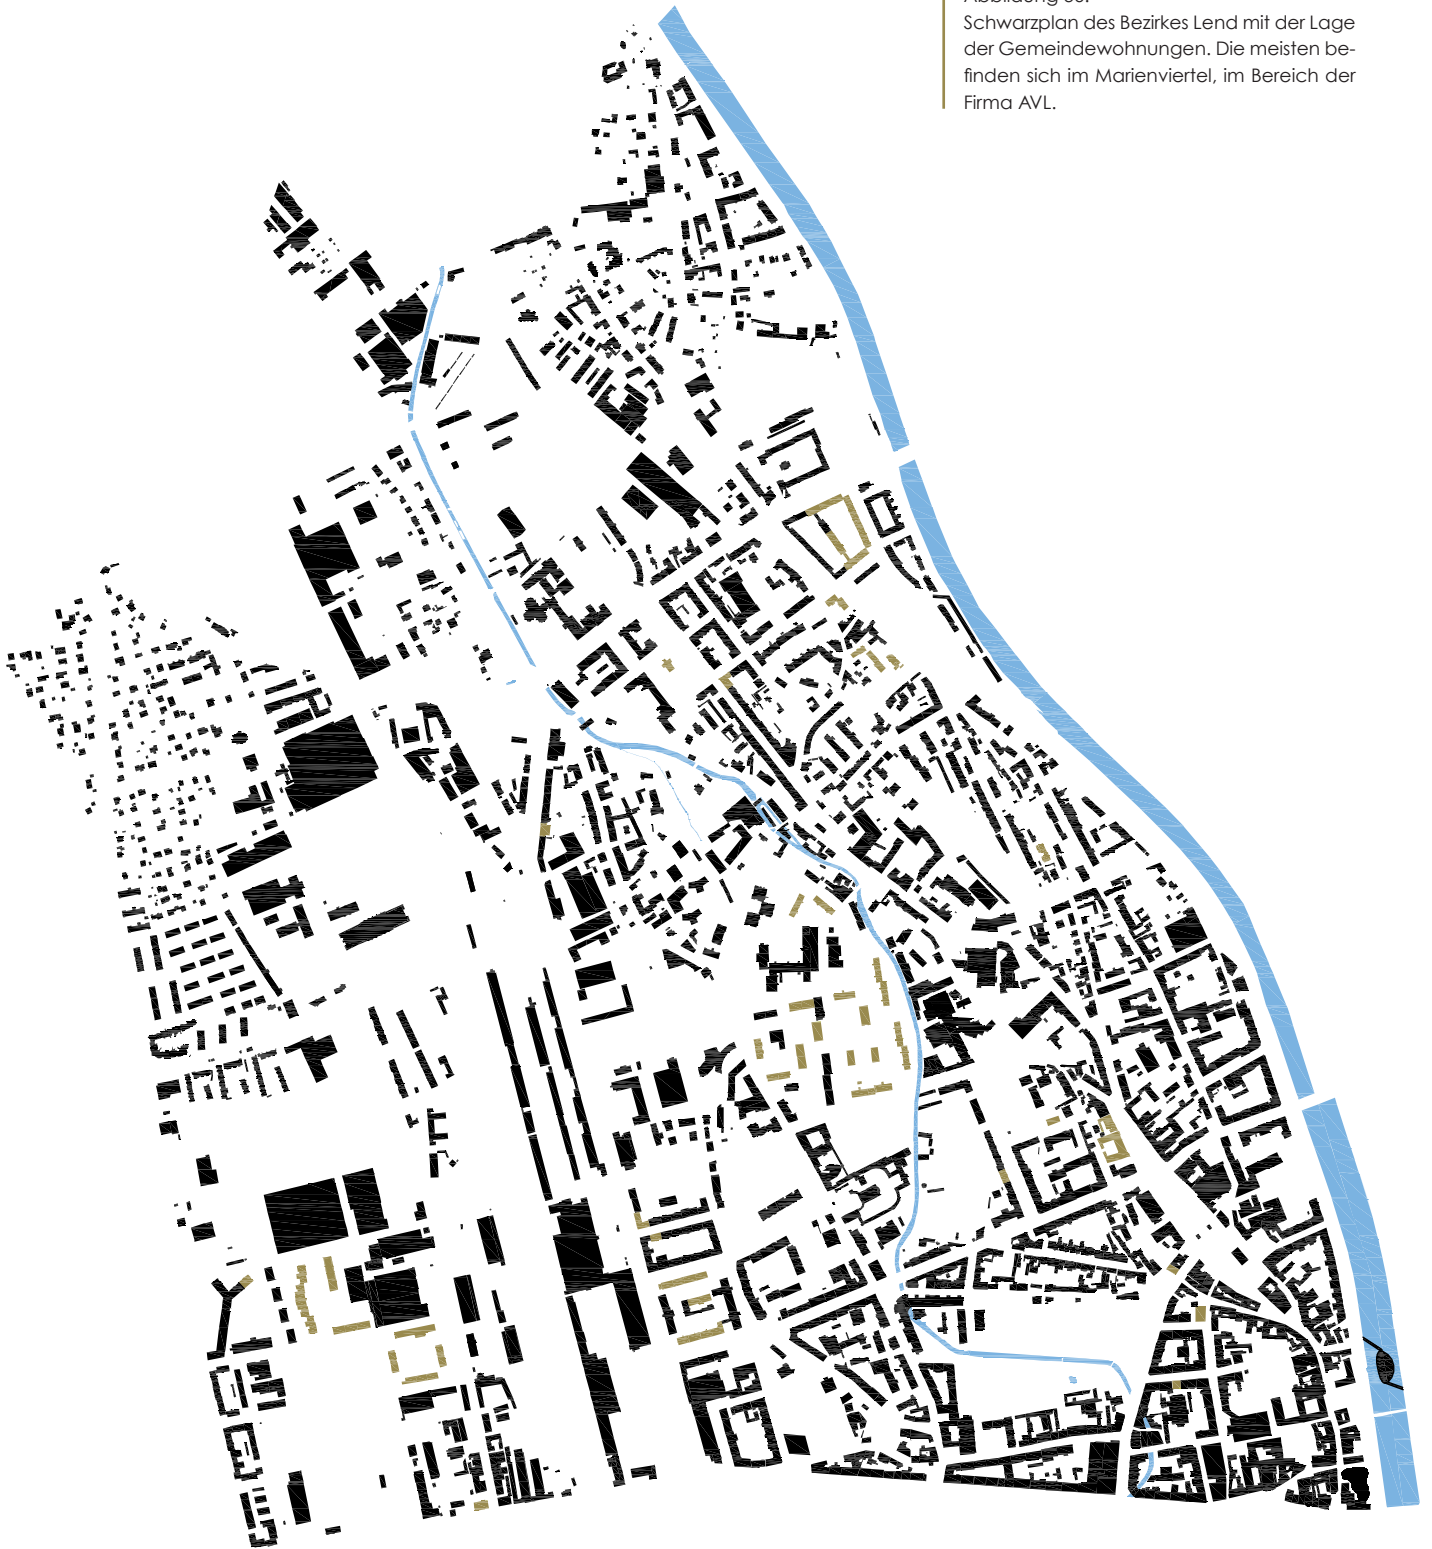 Schwarzplan des Bezirkes Lend mit der Lage
der Gemeindewohnungen. Die meisten be-
finden sich im Marienviertel, im Bereich der
Firma AVL.